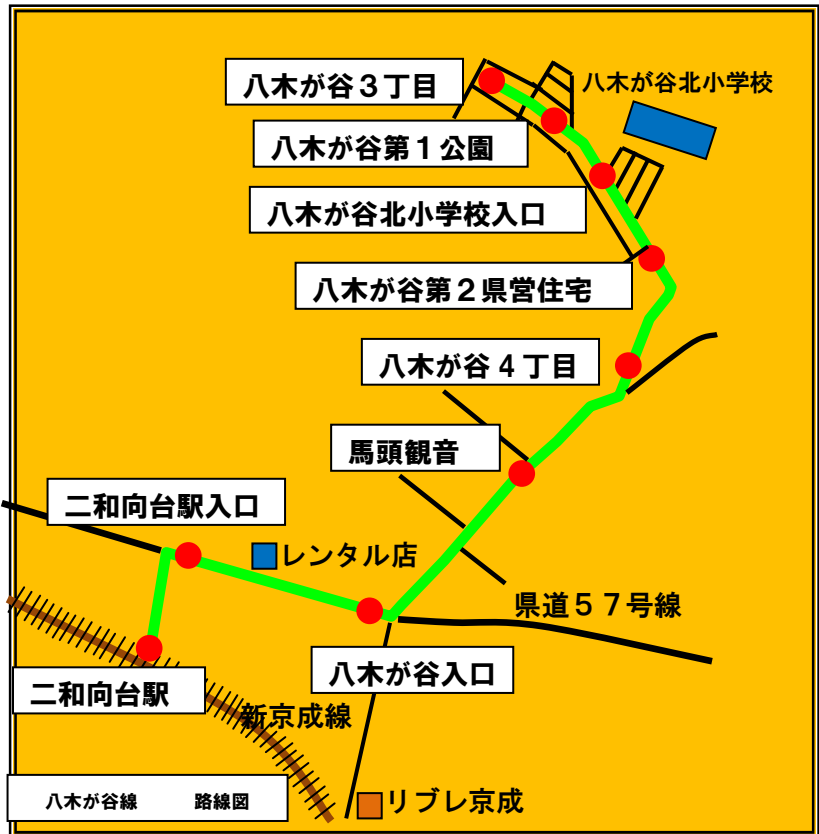 八木が谷３丁目
八木が谷北小学校
八木が谷第１公園
八木が谷北小学校入口
八木が谷第２県営住宅
八木が谷４丁目
馬頭観音
二和向台駅入口
レンタル店
県道５７号線
八木が谷入口
二和向台駅
新京成線
八木が谷線　路線図
リブレ京成